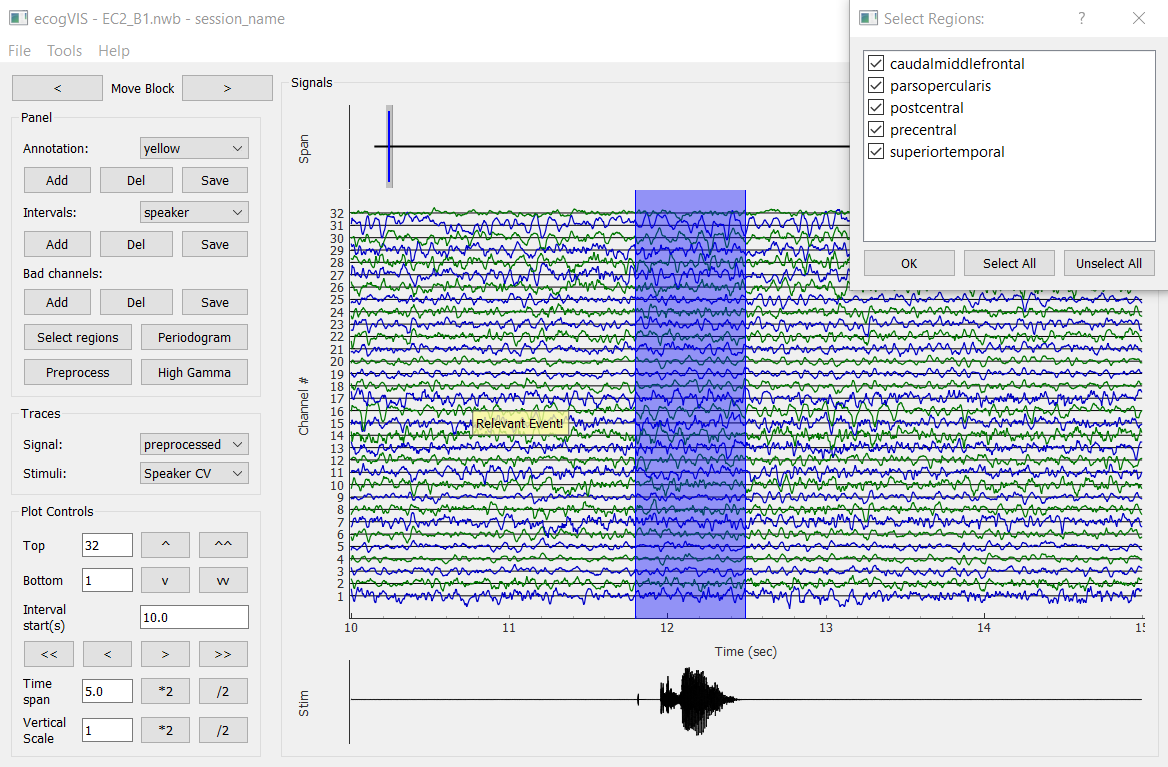 ecogVIS - EC2_B1.nwb - session_name
File Tools Help
< Move Block >
Panel
Annotation: yellow
Add Del Save
Intervals: speaker
Add Del Save
Bad channels:
Add Del Save
Select regions Periodogram
Preprocess High Gamma
Traces
Signal: preprocessed
Stimuli: Speaker CV
Plot Controls
Top 32 ^ ^^
Bottom 1 v vv
Interval
start(s) 10.0
<< < > >>
Time
span 5.0 *2 /2
Vertical
Scale 1 *2 /2
Signals
Span
Channel #
32
31
30
29
28
27
26
25
24
23
22
21
20
19
18
17
16
15
14
13
12
11
10
9
8
7
6
5
4
3
2
1
Relevant Event!
10 11 12 13 14 15
Time (sec)
Stim
Select Regions: ?
caudalmiddlefrontal
parsopercularis
postcentral
precentral
superiortemporal
OK Select All Unselect All